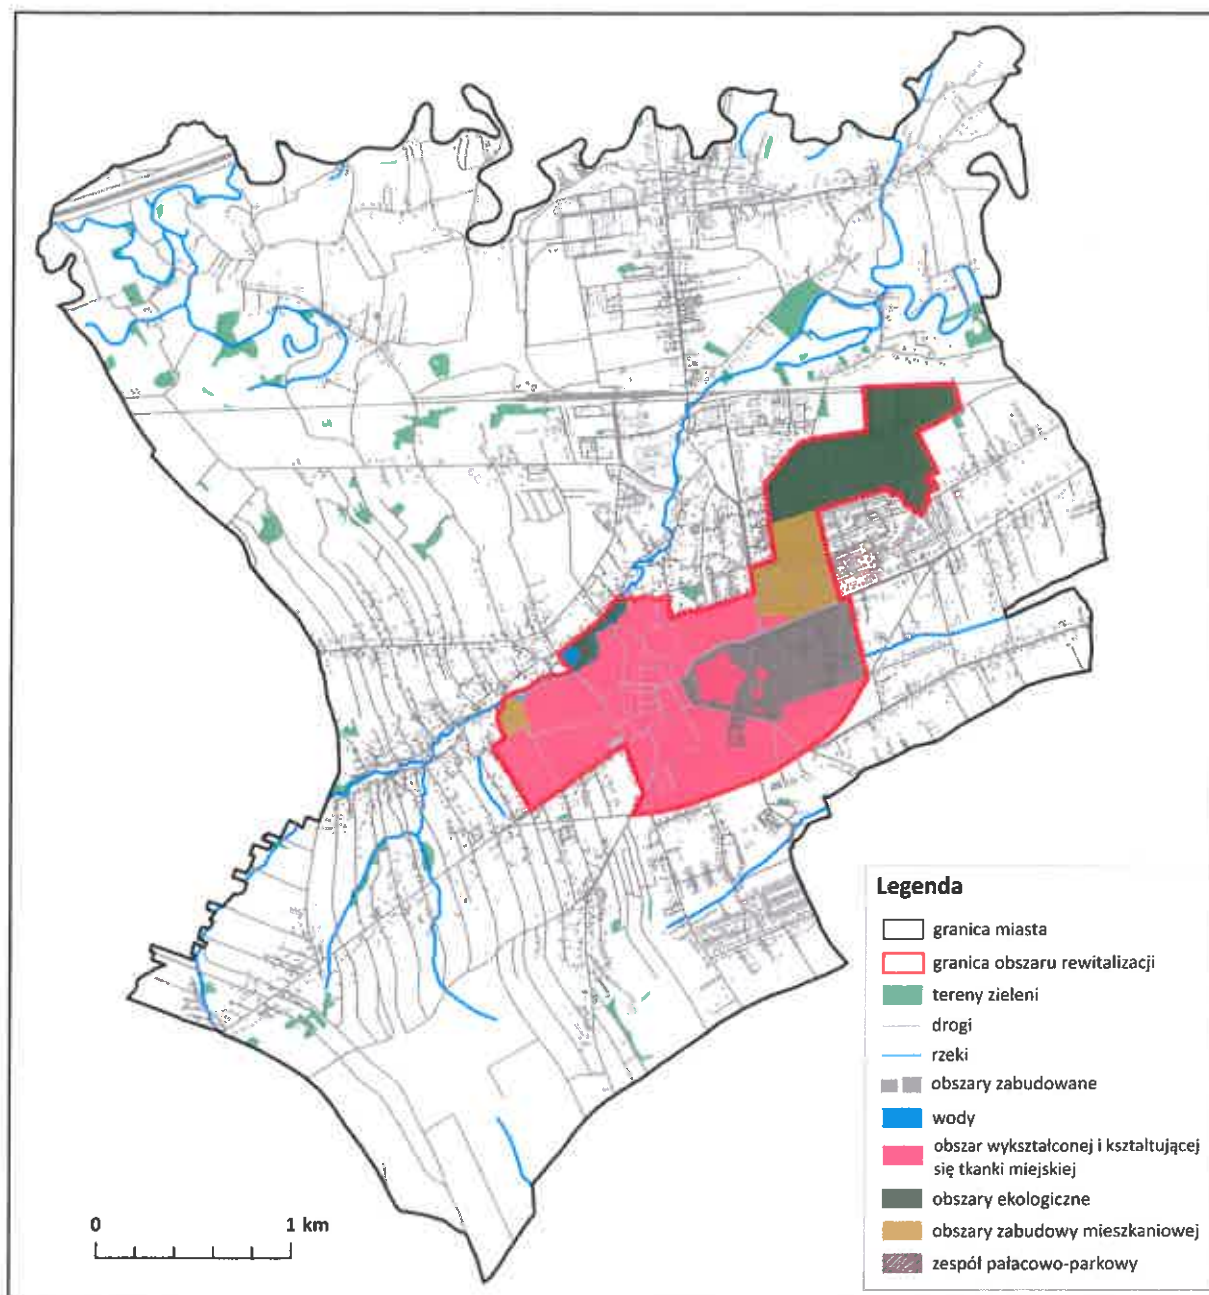 Legenda
granica miasta
granica obszaru rewitalizacji
tereny zieleni
drogi
rzeki
obszary zabudowane
wody
obszar wykształconej i kształtującej
się tkanki miejskiej
obszary ekologiczne
obszary zabudowy mieszkaniowej
zespół pałacowo-parkowy
0 1 km